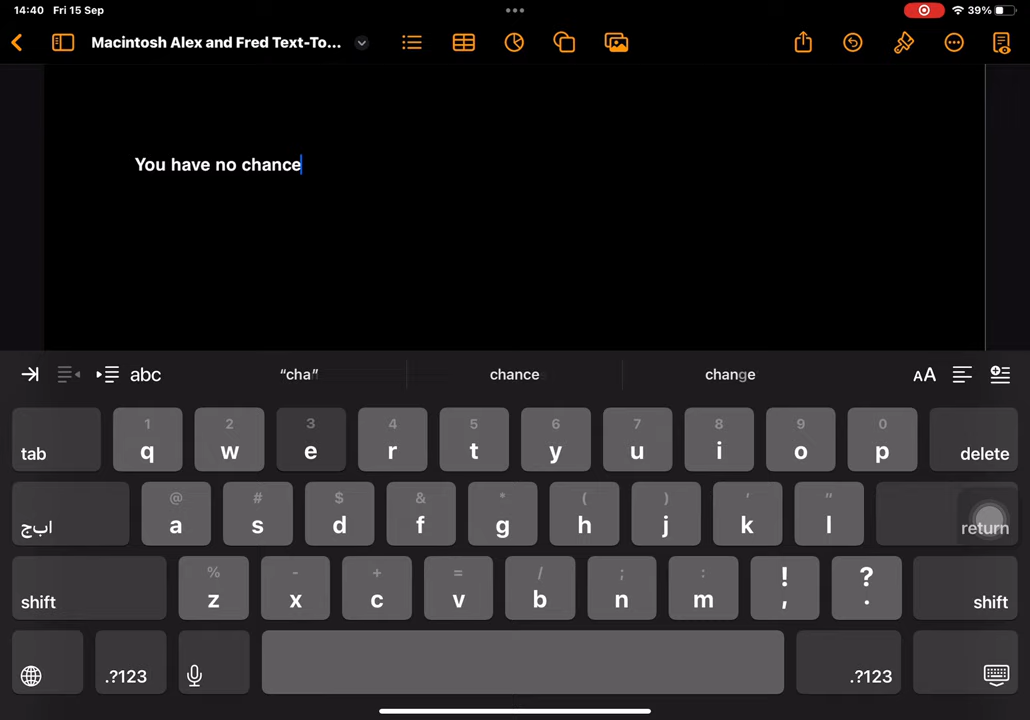 14:40 Fri 15 Sep 39%
Macintosh Alex and Fred Text-To...
You have no chance
abc “cha” chance change AA
1 2 3 4 5 6 7 8 9 0
tab q w e r t y u i o p delete
@ # $ & * ( ) ' "
ا‌ب‌ج a s d f g h j k l return
% - + = / ; : ! ?
shift z x c v b n m , . shift
.?123 .?123